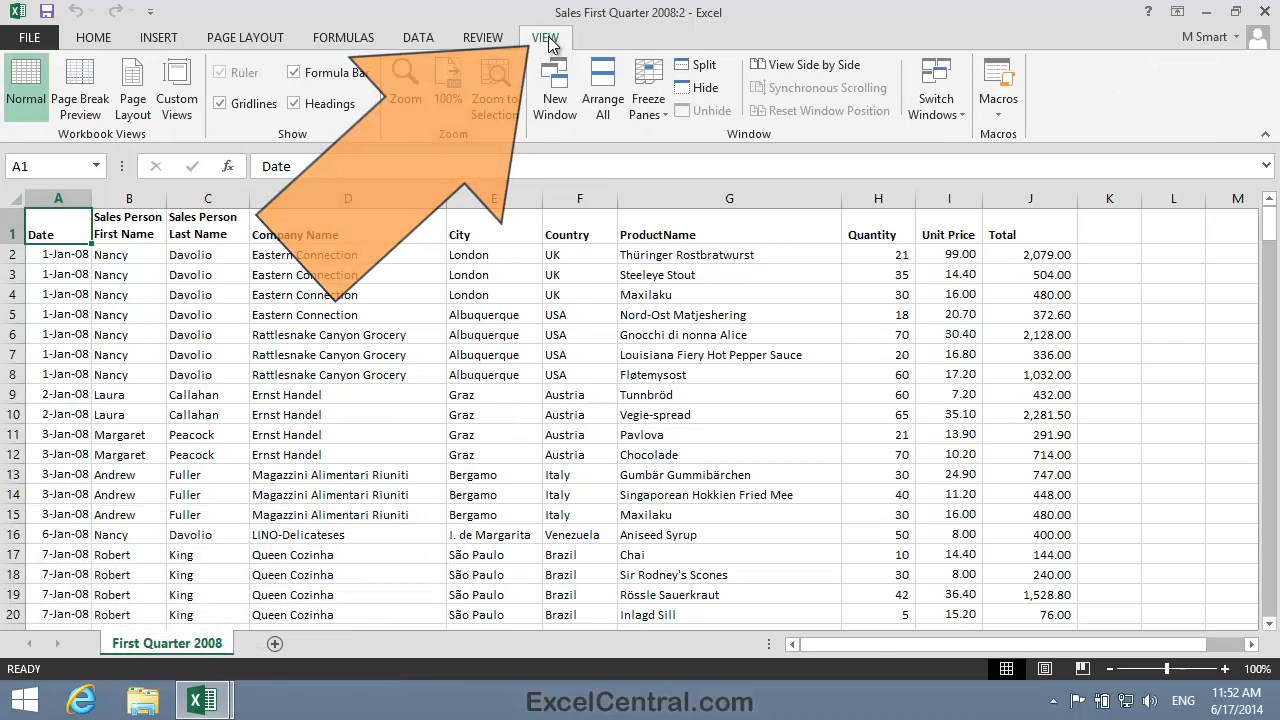 Sales First Quarter 2008:2 - Excel
FILE HOME INSERT PAGE LAYOUT FORMULAS DATA REVIEW VIEW M Smart
Normal Page Break Preview Page Layout Custom Views
Workbook Views
Ruler Formula Bar
Gridlines Headings
Show
Zoom 100% Zoom to Selection
Zoom
New Window Arrange All Freeze Panes
Split
Hide
Unhide
View Side by Side
Synchronous Scrolling
Reset Window Position
Switch Windows
Window
Macros
Macros
A1 fx Date
A B C D E F G H I J K L M
1 Date Sales Person First Name Sales Person Last Name Company Name City Country ProductName Quantity Unit Price Total
2 1-Jan-08 Nancy Davolio Eastern Connection London UK Thüringer Rostbratwurst 21 99.00 2,079.00
3 1-Jan-08 Nancy Davolio Eastern Connection London UK Steeleye Stout 35 14.40 504.00
4 1-Jan-08 Nancy Davolio Eastern Connection London UK Maxilaku 30 16.00 480.00
5 1-Jan-08 Nancy Davolio Eastern Connection Albuquerque USA Nord-Ost Matjeshering 18 20.70 372.60
6 1-Jan-08 Nancy Davolio Rattlesnake Canyon Grocery Albuquerque USA Gnocchi di nonna Alice 70 30.40 2,128.00
7 1-Jan-08 Nancy Davolio Rattlesnake Canyon Grocery Albuquerque USA Louisiana Fiery Hot Pepper Sauce 20 16.80 336.00
8 1-Jan-08 Nancy Davolio Rattlesnake Canyon Grocery Albuquerque USA Fløtemysost 60 17.20 1,032.00
9 2-Jan-08 Laura Callahan Ernst Handel Graz Austria Tunnbröd 60 7.20 432.00
10 2-Jan-08 Laura Callahan Ernst Handel Graz Austria Vegie-spread 65 35.10 2,281.50
11 3-Jan-08 Margaret Peacock Ernst Handel Graz Austria Pavlova 21 13.90 291.90
12 3-Jan-08 Margaret Peacock Ernst Handel Graz Austria Chocolade 70 10.20 714.00
13 3-Jan-08 Andrew Fuller Magazzini Alimentari Riuniti Bergamo Italy Gumbär Gummibärchen 30 24.90 747.00
14 3-Jan-08 Andrew Fuller Magazzini Alimentari Riuniti Bergamo Italy Singaporean Hokkien Fried Mee 40 11.20 448.00
15 3-Jan-08 Andrew Fuller Magazzini Alimentari Riuniti Bergamo Italy Maxilaku 30 16.00 480.00
16 6-Jan-08 Nancy Davolio LINO-Delicateses I. de Margarita Venezuela Aniseed Syrup 50 8.00 400.00
17 7-Jan-08 Robert King Queen Cozinha São Paulo Brazil Chai 10 14.40 144.00
18 7-Jan-08 Robert King Queen Cozinha São Paulo Brazil Sir Rodney's Scones 30 8.00 240.00
19 7-Jan-08 Robert King Queen Cozinha São Paulo Brazil Rössle Sauerkraut 42 36.40 1,528.80
20 7-Jan-08 Robert King Queen Cozinha São Paulo Brazil Inlagd Sill 5 15.20 76.00
First Quarter 2008
READY 100%
ExcelCentral.com
ENG
11:52 AM
6/17/2014